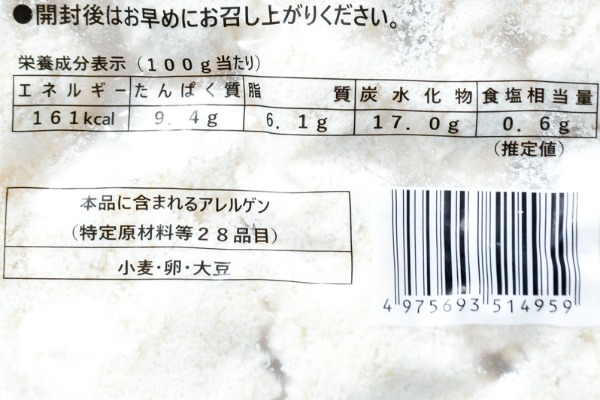 ●開封後はお早めにお召し上がりください。
栄養成分表示（１００ｇ当たり）
エネルギー たんぱく質 脂質 炭水化物 食塩相当量
１６１kcal ９．４ｇ ６．１ｇ １７．０ｇ ０．６ｇ
（推定値）
本品に含まれるアレルゲン
（特定原材料等２８品目）
小麦・卵・大豆
4 975693 514959